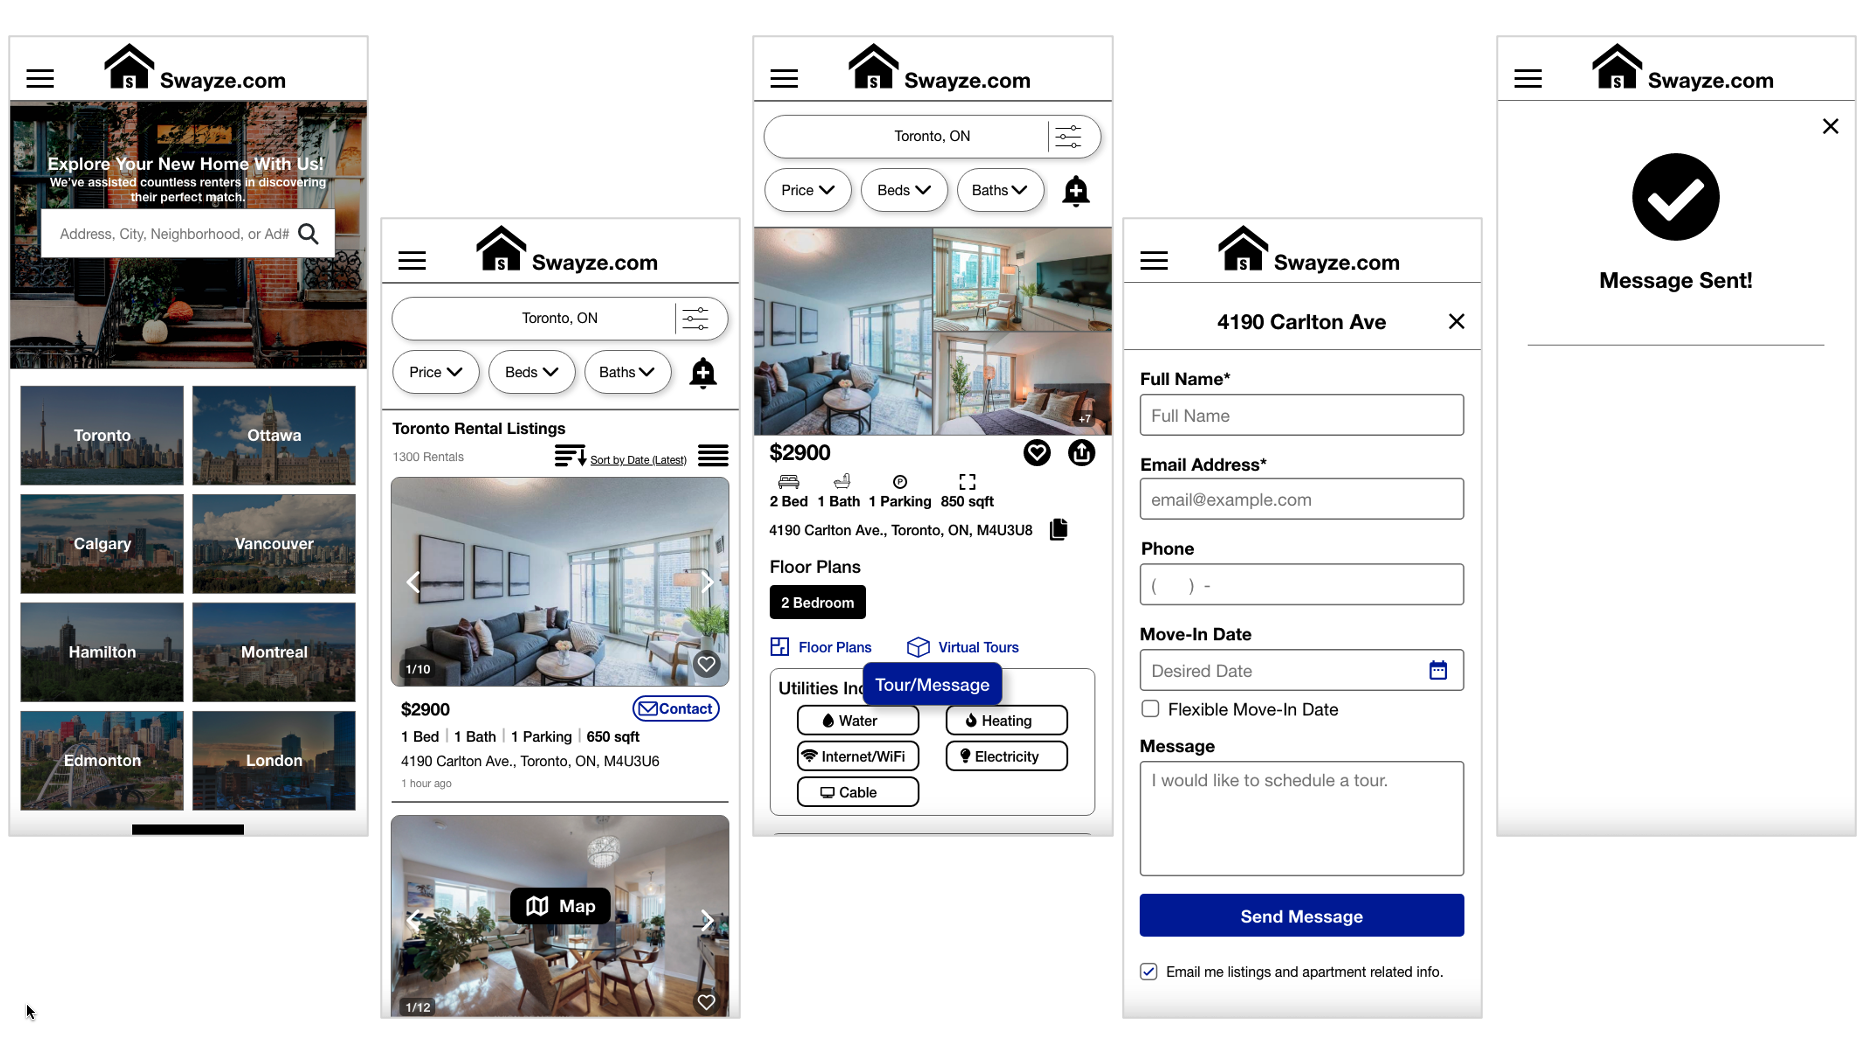 S
Swayze.com
Explore Your New Home With Us!
We've assisted countless renters in discovering
their perfect match.
Address, City, Neighborhood, or Ad#
Toronto
Ottawa
Calgary
Vancouver
Hamilton
Montreal
Edmonton
London
S
Swayze.com
Toronto, ON
Price
Beds
Baths
Toronto Rental Listings
1300 Rentals
Sort by Date (Latest)
1/10
$2900
Contact
1 Bed | 1 Bath | 1 Parking | 650 sqft
4190 Carlton Ave., Toronto, ON, M4U3U6
1 hour ago
Map
1/12
S
Swayze.com
Toronto, ON
Price
Beds
Baths
+7
$2900
P
2 Bed 1 Bath 1 Parking 850 sqft
4190 Carlton Ave., Toronto, ON, M4U3U8
Floor Plans
2 Bedroom
Floor Plans
Virtual Tours
Tour/Message
Utilities Inc
Water
Heating
Internet/WiFi
Electricity
Cable
S
Swayze.com
4190 Carlton Ave
Full Name*
Full Name
Email Address*
email@example.com
Phone
( ) -
Move-In Date
Desired Date
Flexible Move-In Date
Message
I would like to schedule a tour.
Send Message
Email me listings and apartment related info.
S
Swayze.com
Message Sent!